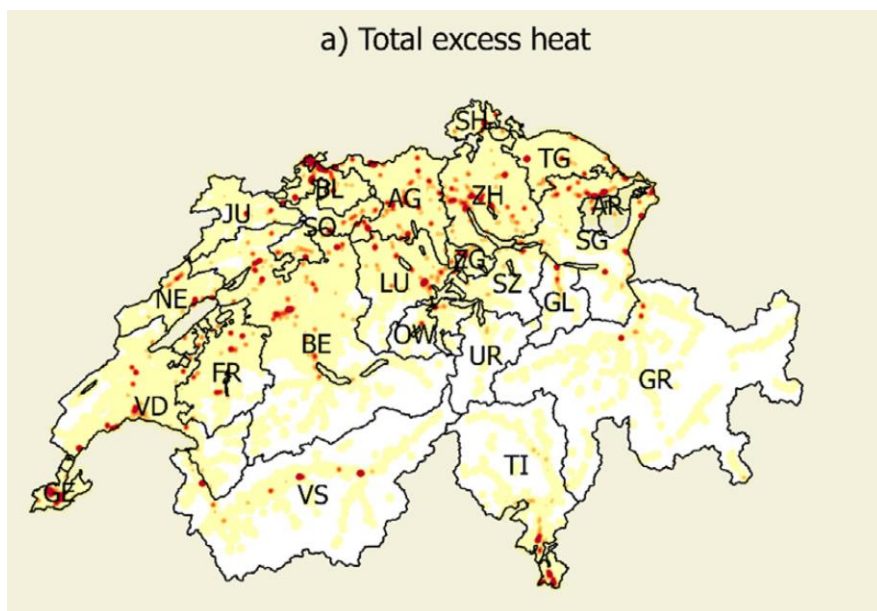 a) Total excess heat
SH
TG
BL
AG
ZH
AR
JU
SO
SG
ZG
LU
SZ
NE
GL
OW
BE
UR
FR
GR
VD
TI
GE
VS